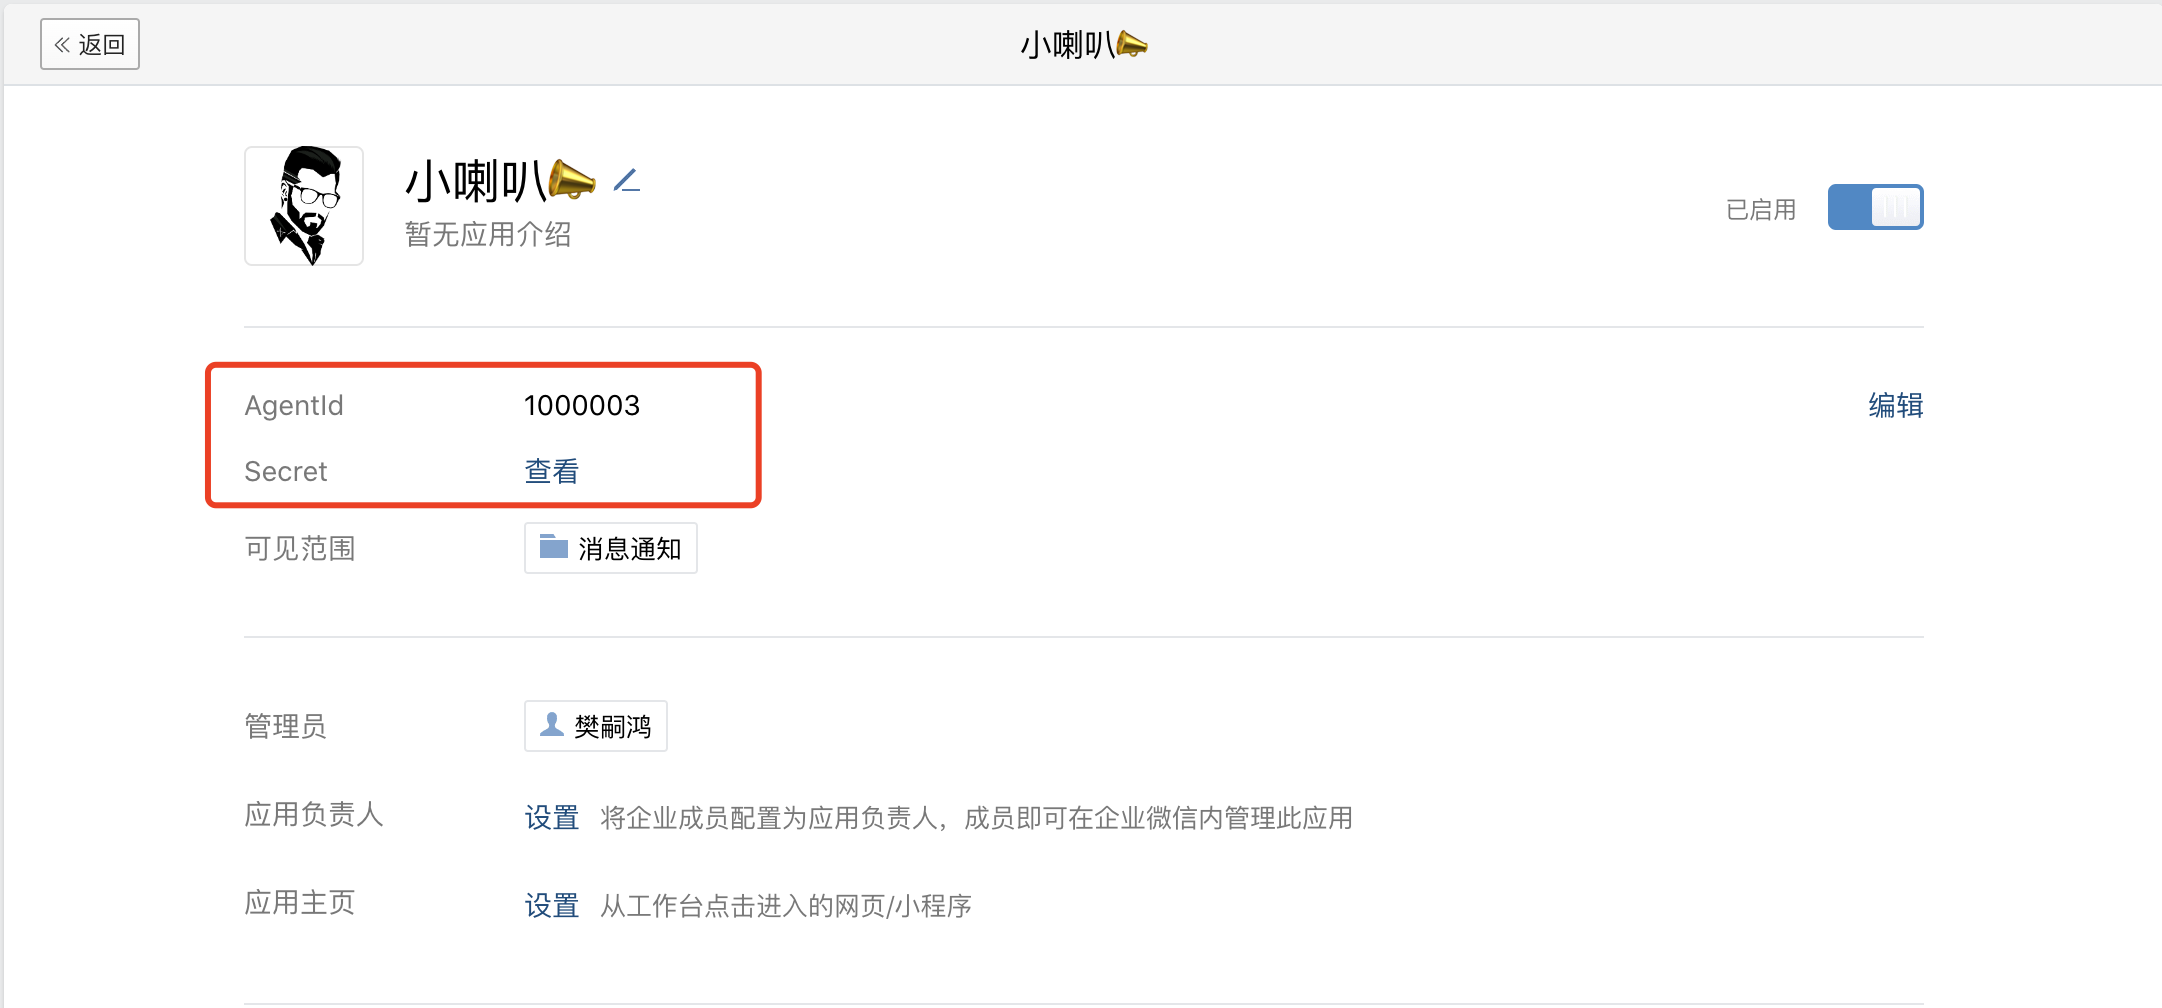 返回
小喇叭
小喇叭
暂无应用介绍
已启用
AgentId 1000003 编辑
Secret 查看
可见范围 消息通知
管理员 樊嗣鸿
应用负责人 设置 将企业成员配置为应用负责人，成员即可在企业微信内管理此应用
应用主页 设置 从工作台点击进入的网页/小程序